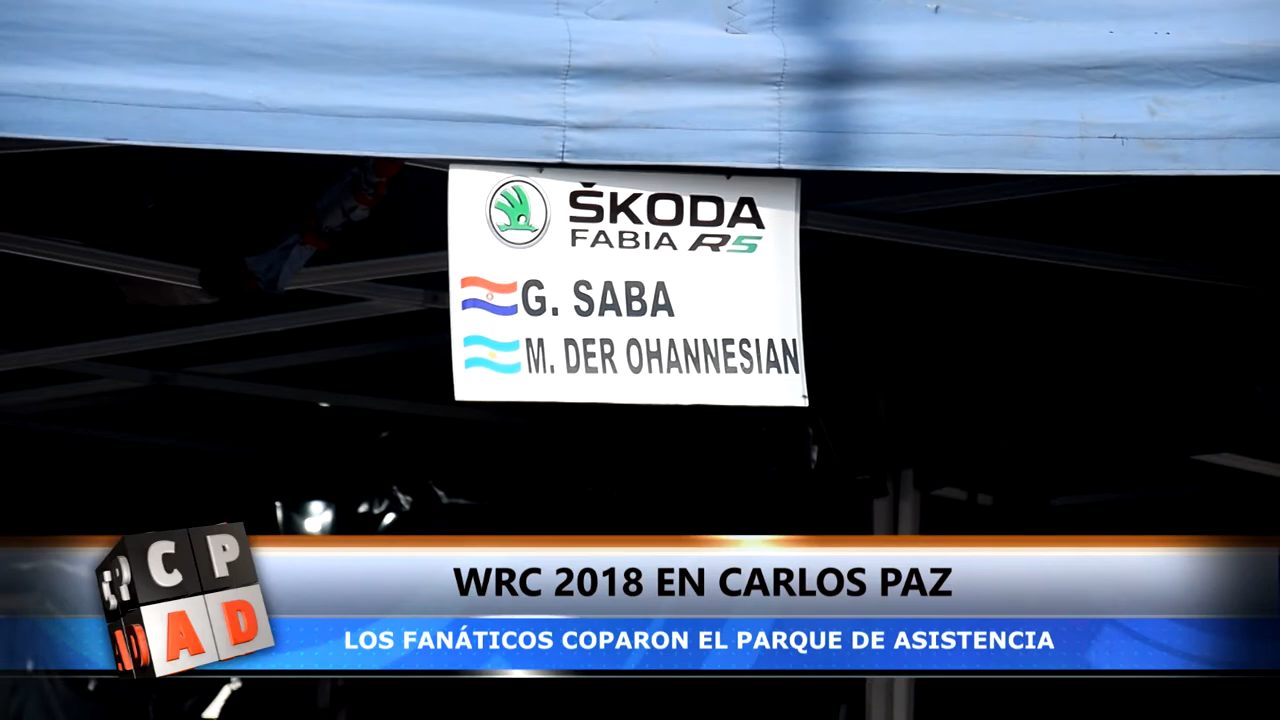 ŠKODA
FABIA R5
G. SABA
M. DER OHANNESIAN
CP
AD
WRC 2018 EN CARLOS PAZ
LOS FANÁTICOS COPARON EL PARQUE DE ASISTENCIA